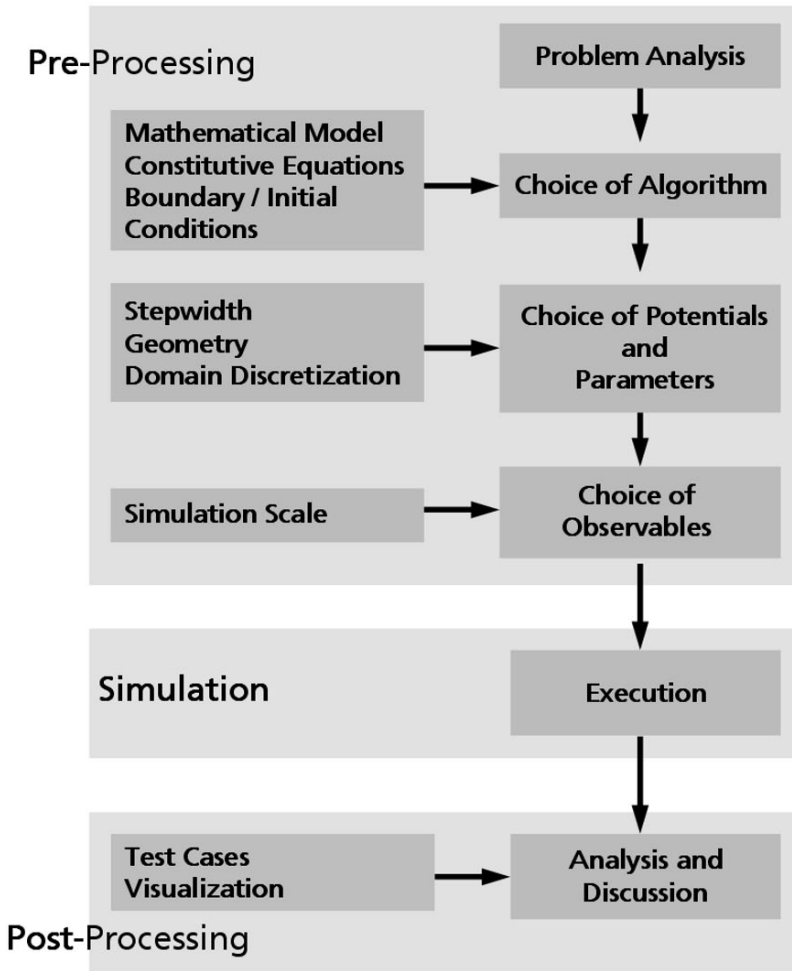 Pre-Processing
Problem Analysis
Mathematical Model
Constitutive Equations
Boundary / Initial
Conditions
Choice of Algorithm
Stepwidth
Geometry
Domain Discretization
Choice of Potentials
and
Parameters
Simulation Scale
Choice of
Observables
Simulation
Execution
Test Cases
Visualization
Analysis and
Discussion
Post-Processing